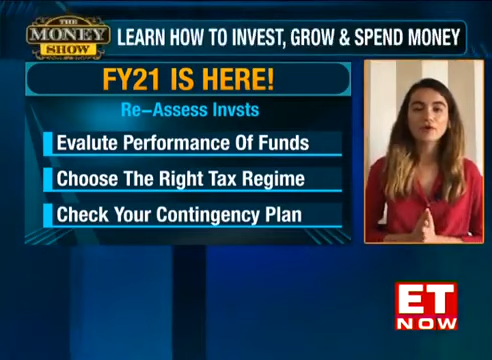 THE
MONEY
SHOW
LEARN HOW TO INVEST, GROW & SPEND MONEY
FY21 IS HERE!
Re-Assess Invsts
Evalute Performance Of Funds
Choose The Right Tax Regime
Check Your Contingency Plan
ET
NOW